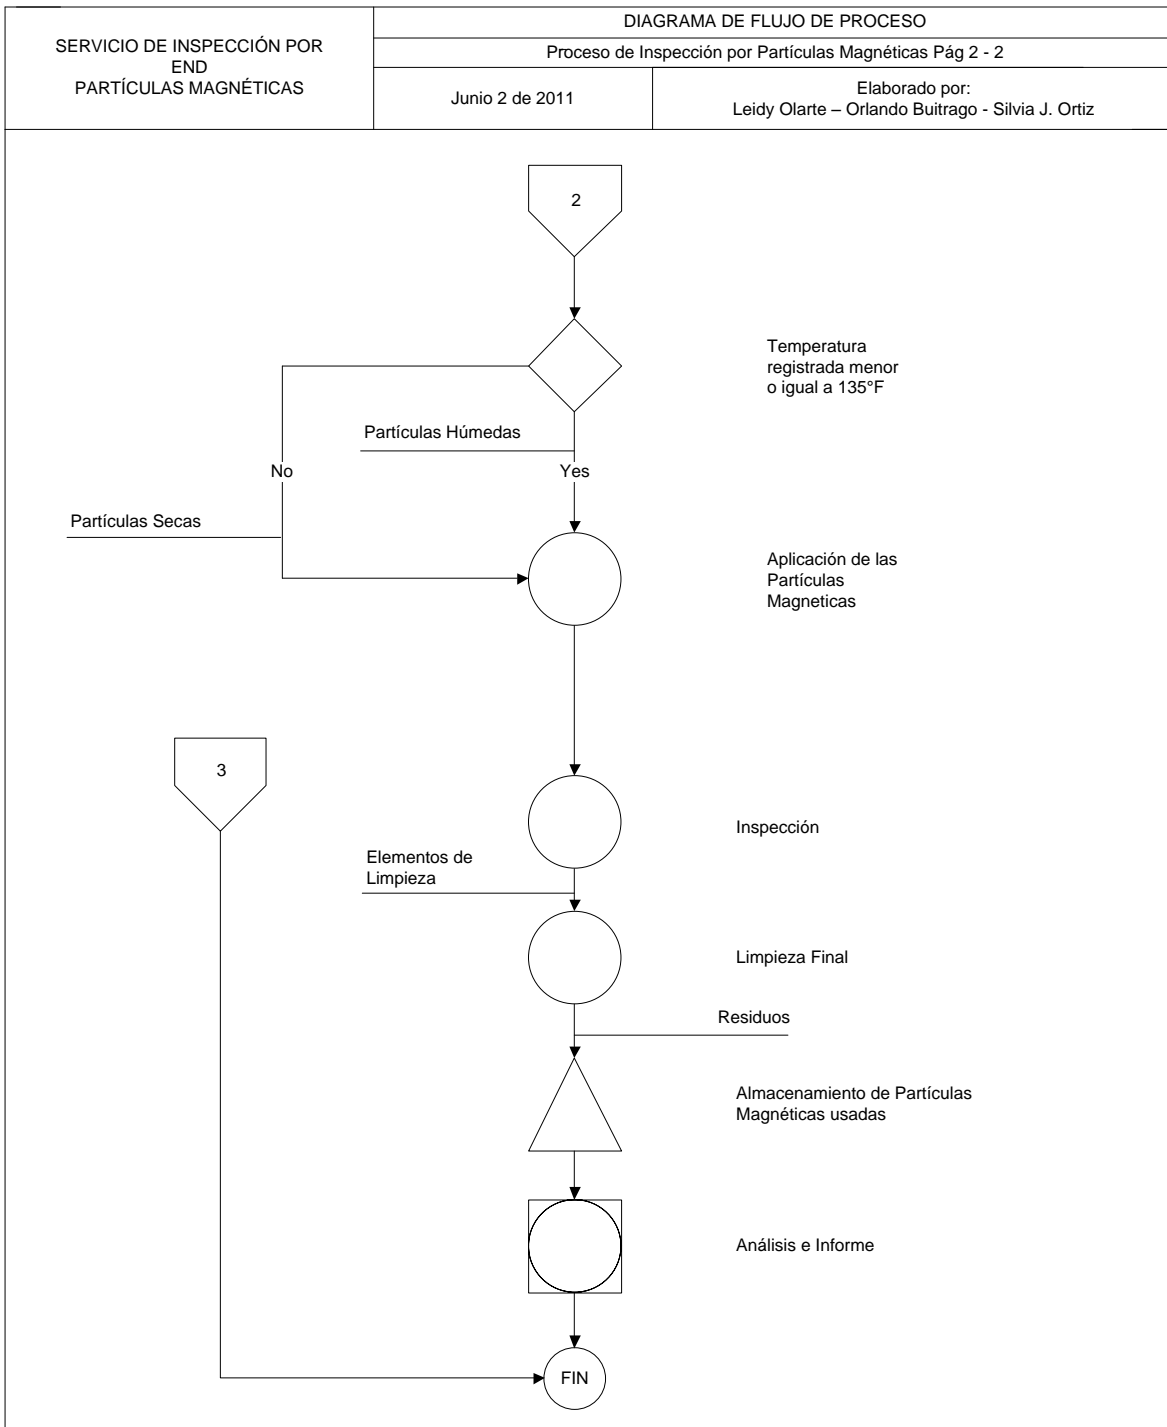 SERVICIO DE INSPECCIÓN POR
END
PARTÍCULAS MAGNÉTICAS
DIAGRAMA DE FLUJO DE PROCESO
Proceso de Inspección por Partículas Magnéticas Pág 2 - 2
Junio 2 de 2011
Elaborado por:
Leidy Olarte – Orlando Buitrago - Silvia J. Ortiz
2
Temperatura
registrada menor
o igual a 135°F
Partículas Húmedas
No
Yes
Partículas Secas
Aplicación de las
Partículas
Magneticas
3
Inspección
Elementos de
Limpieza
Limpieza Final
Residuos
Almacenamiento de Partículas
Magnéticas usadas
Análisis e Informe
FIN